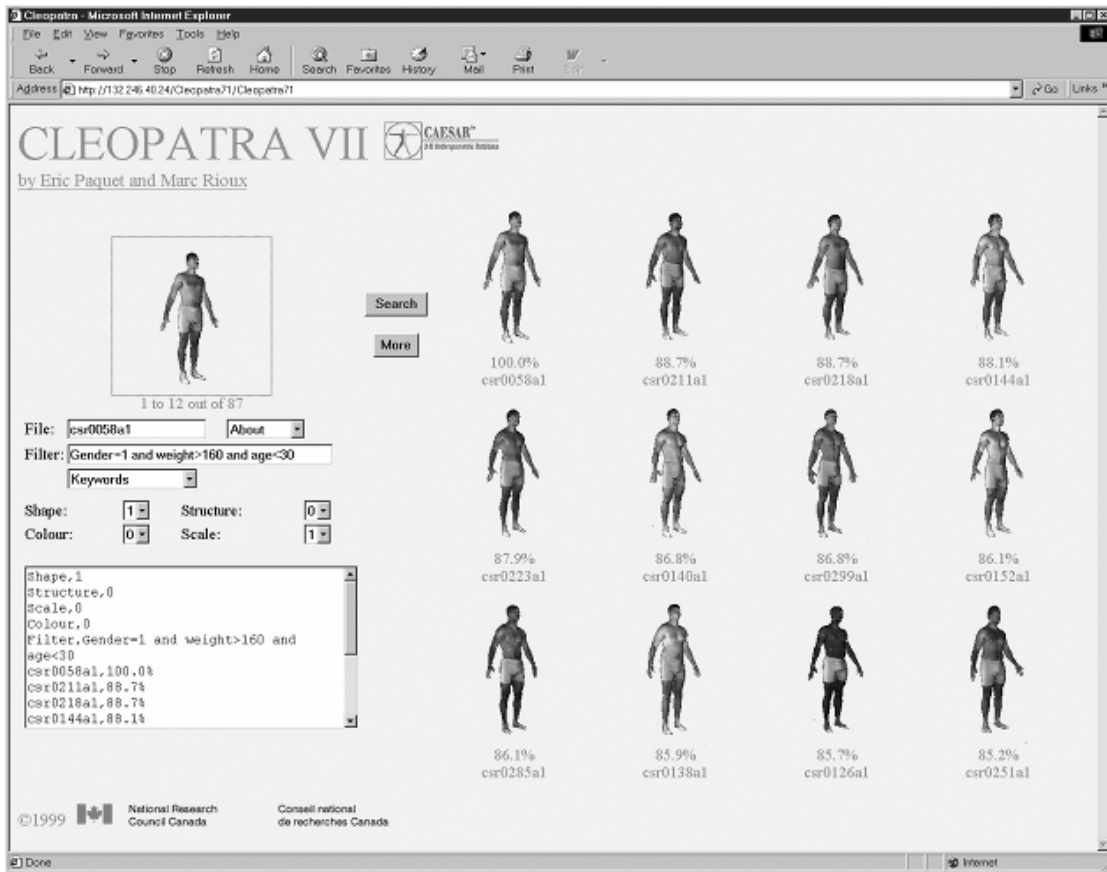 Cleopatra - Microsoft Internet Explorer
File Edit View Favorites Tools Help
Back Forward Stop Refresh Home Search Favorites History Mail Print Edit
Address http://132.246.40.24/Cleopatra71/Cleopatra71 Go Links »
CLEOPATRA VII CAESAR™
3-D Anthropometric Database
by Eric Paquet and Marc Rioux
Search
More
1 to 12 out of 87
File: csr0058a1 About
Filter: Gender=1 and weight>160 and age<30
Keywords
Shape: 1 Structure: 0
Colour: 0 Scale: 1
Shape,1
Structure,0
Scale,0
Colour,0
Filter,Gender=1 and weight>160 and
age<30
csr0058a1,100.0%
csr0211a1,88.7%
csr0218a1,88.7%
csr0144a1,88.1%
100.0% 88.7% 88.7% 88.1%
csr0058a1 csr0211a1 csr0218a1 csr0144a1
87.9% 86.8% 86.8% 86.1%
csr0223a1 csr0140a1 csr0299a1 csr0152a1
86.1% 85.9% 85.7% 85.2%
csr0285a1 csr0138a1 csr0126a1 csr0251a1
©1999 National Research Conseil national
Council Canada de recherches Canada
Done Internet